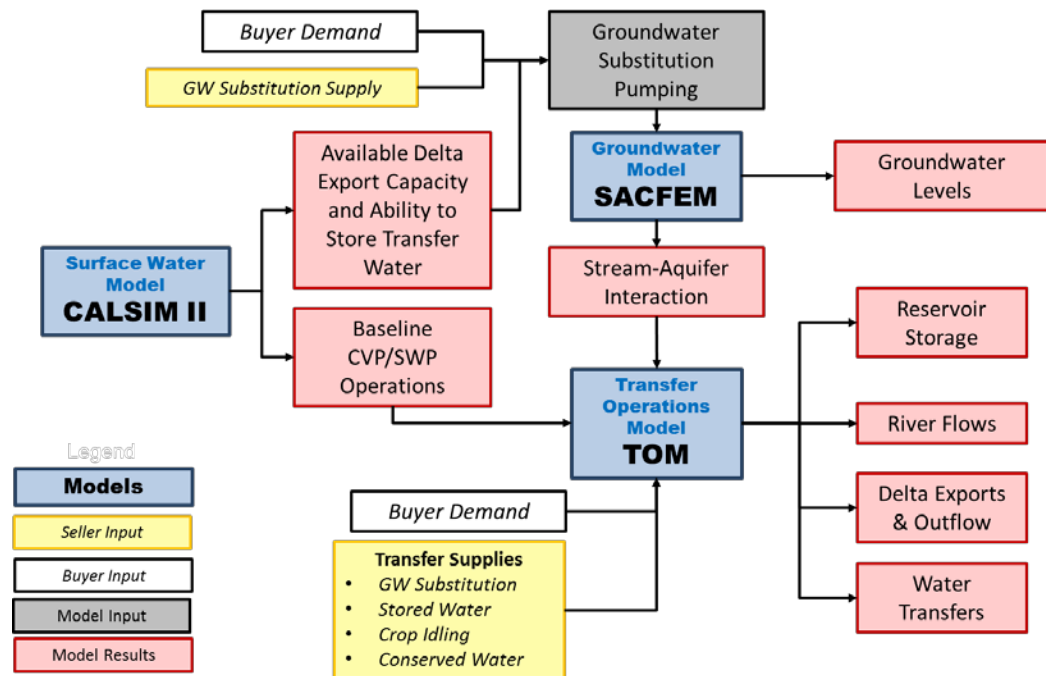 Buyer Demand
GW Substitution Supply
Groundwater
Substitution
Pumping
Available Delta
Export Capacity
and Ability to
Store Transfer
Water
Groundwater
Model
SACFEM
Groundwater
Levels
Surface Water
Model
CALSIM II
Stream-Aquifer
Interaction
Baseline
CVP/SWP
Operations
Transfer
Operations
Model
TOM
Reservoir
Storage
River Flows
Delta Exports
& Outflow
Water
Transfers
Buyer Demand
Transfer Supplies
• GW Substitution
• Stored Water
• Crop Idling
• Conserved Water
Legend
Models
Seller Input
Buyer Input
Model Input
Model Results